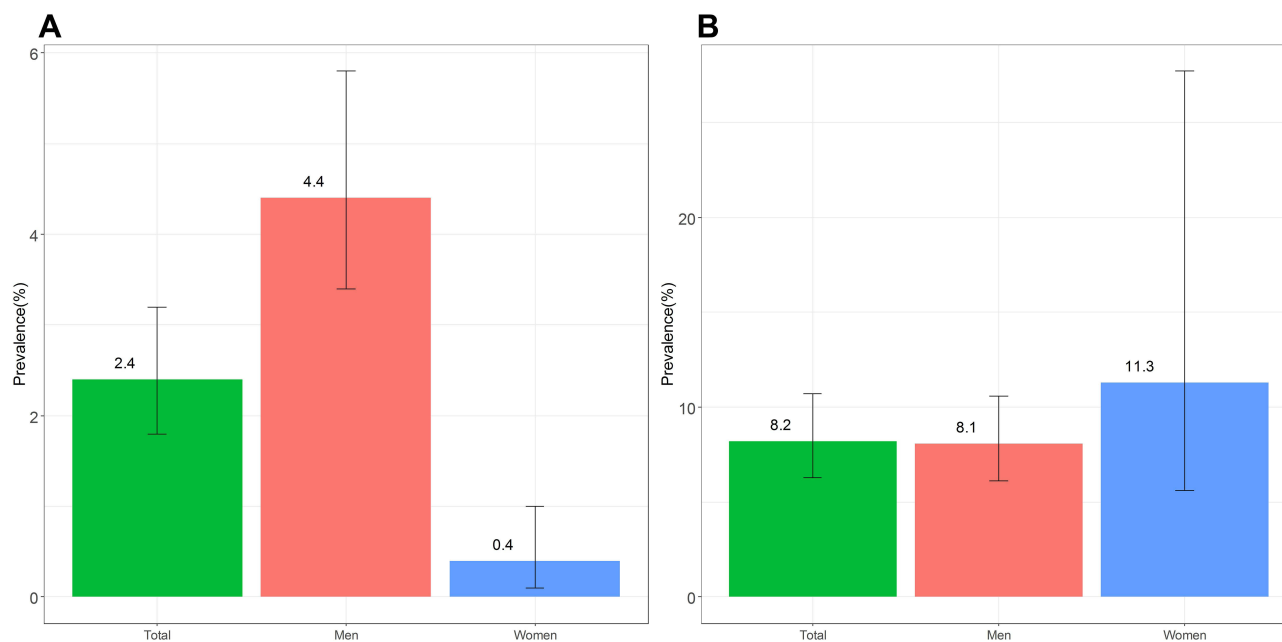 A
Prevalence(%)
6
4
2
0
4.4
2.4
0.4
Total Men Women
B
Prevalence(%)
20
10
0
8.2 8.1 11.3
Total Men Women